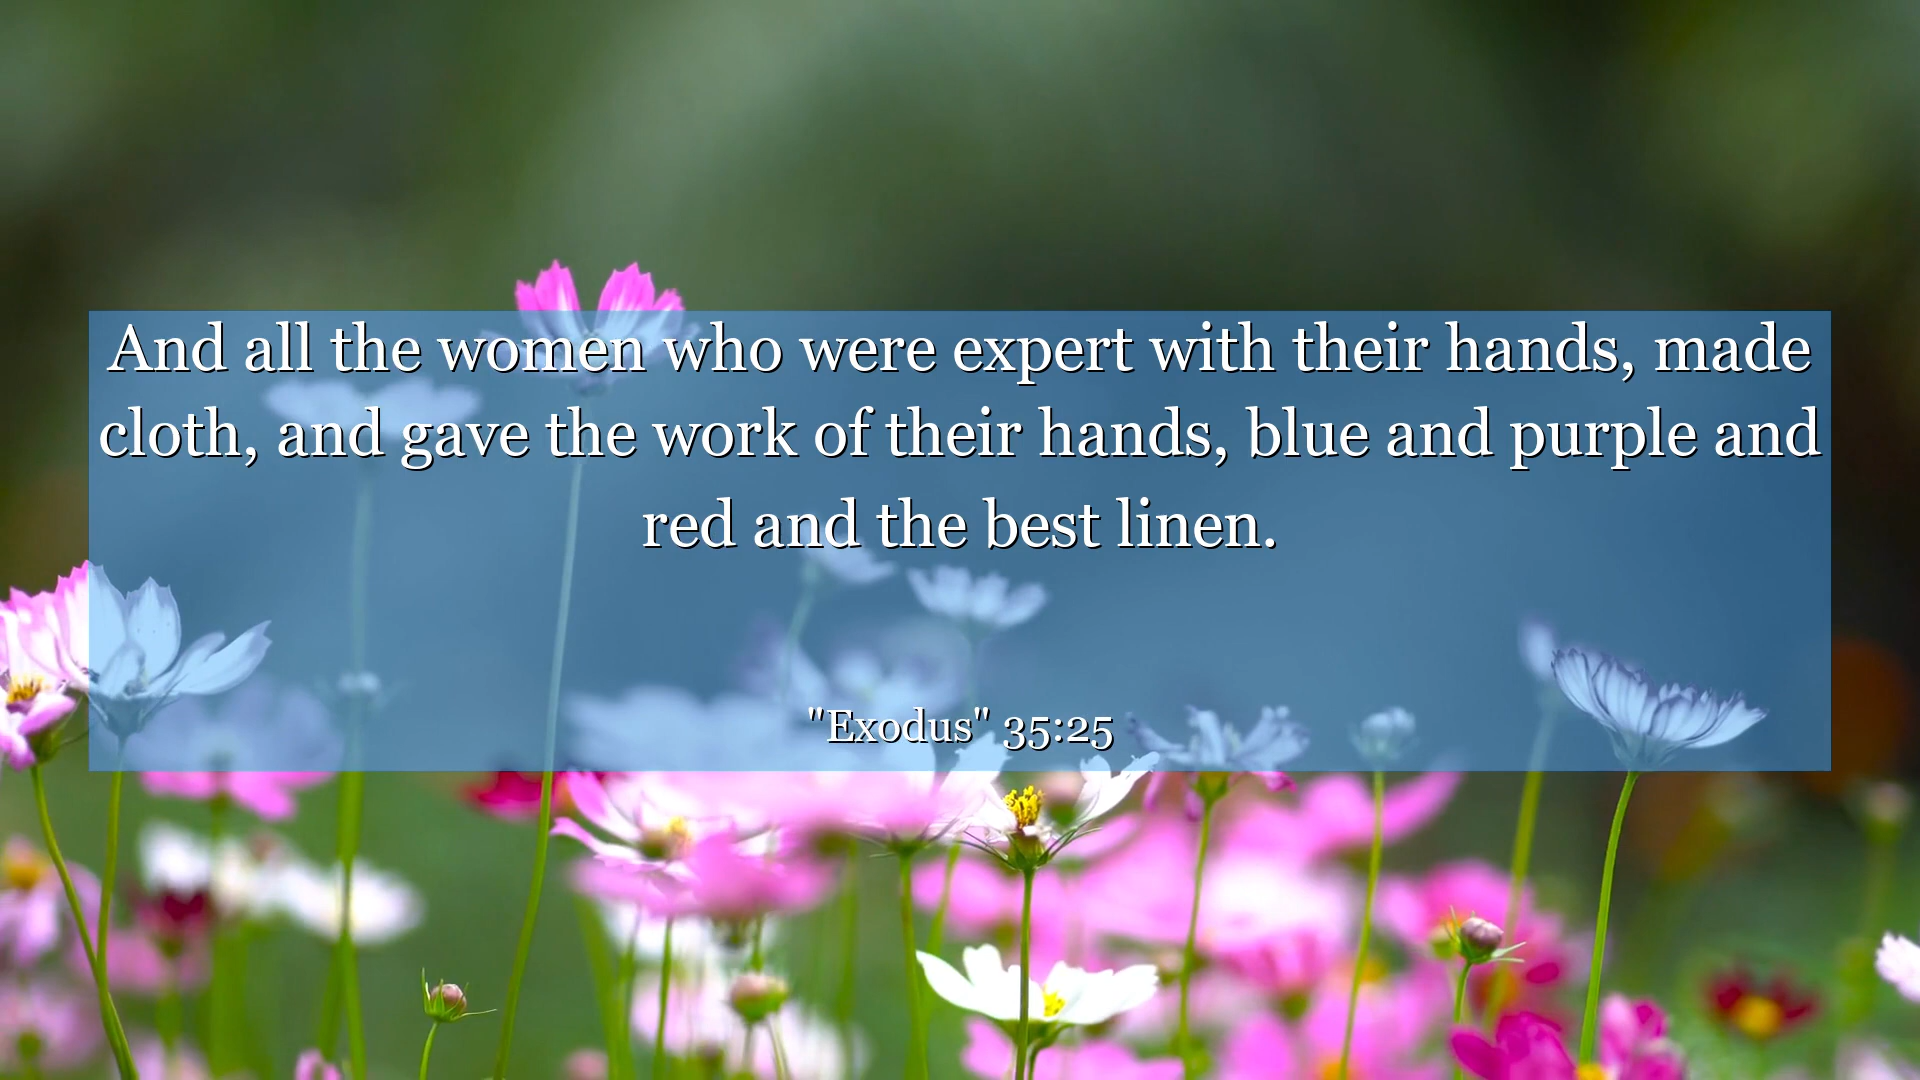 And all the women who were expert with their hands, made
cloth, and gave the work of their hands, blue and purple and
red and the best linen.
"Exodus" 35:25